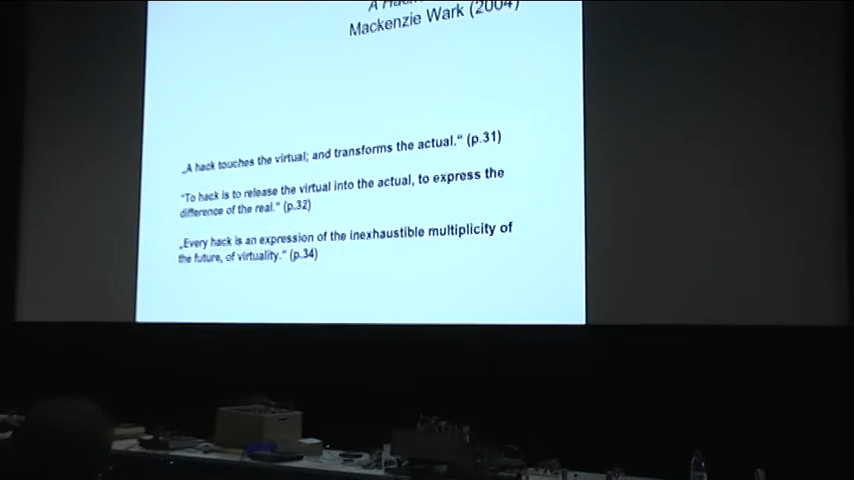 A Hack
Mackenzie Wark (2004)
„A hack touches the virtual; and transforms the actual.“ (p.31)
“To hack is to release the virtual into the actual, to express the
difference of the real.” (p.32)
„Every hack is an expression of the inexhaustible multiplicity of
the future, of virtuality.” (p.34)